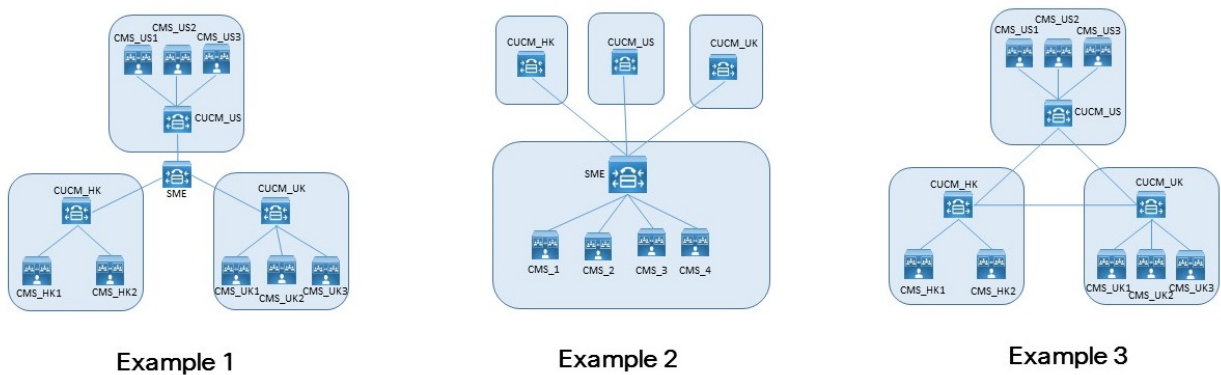 CMS_US2
CMS_US1
CMS_US3
CUCM_US
SME
CUCM_HK
CUCM_UK
CMS_HK1
CMS_HK2
CMS_UK1
CMS_UK2
CMS_UK3
Example 1
CUCM_HK
CUCM_US
CUCM_UK
SME
CMS_1
CMS_2
CMS_3
CMS_4
Example 2
CMS_US2
CMS_US1
CMS_US3
CUCM_US
CUCM_HK
CUCM_UK
CMS_HK1
CMS_HK2
CMS_UK1
CMS_UK2
CMS_UK3
Example 3